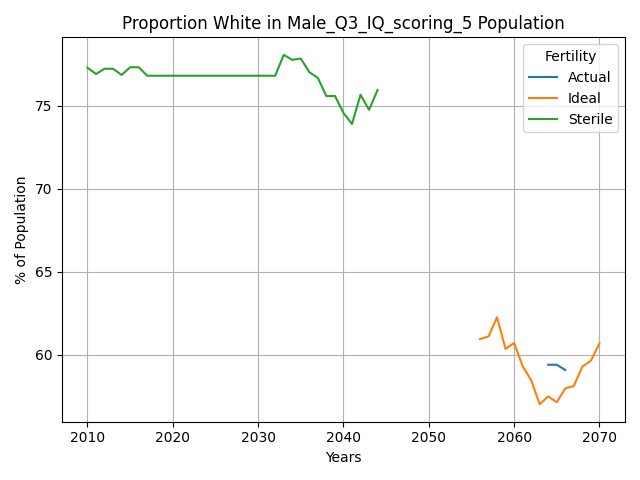 Proportion White in Male_Q3_IQ_scoring_5 Population
Fertility
Actual
Ideal
Sterile
% of Population
75
70
65
60
2010 2020 2030 2040 2050 2060 2070
Years